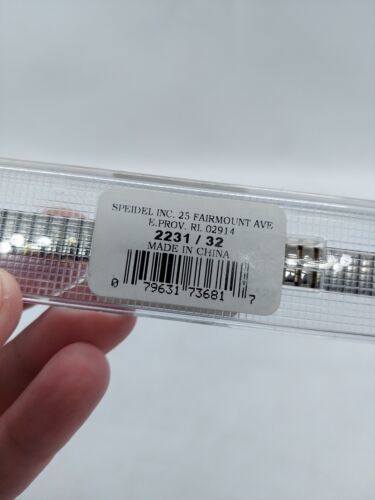 SPEIDEL INC. 25 FAIRMOUNT AVE
E.PROV. RI. 02914
2231 / 32
MADE IN CHINA
0 79631 73681 7